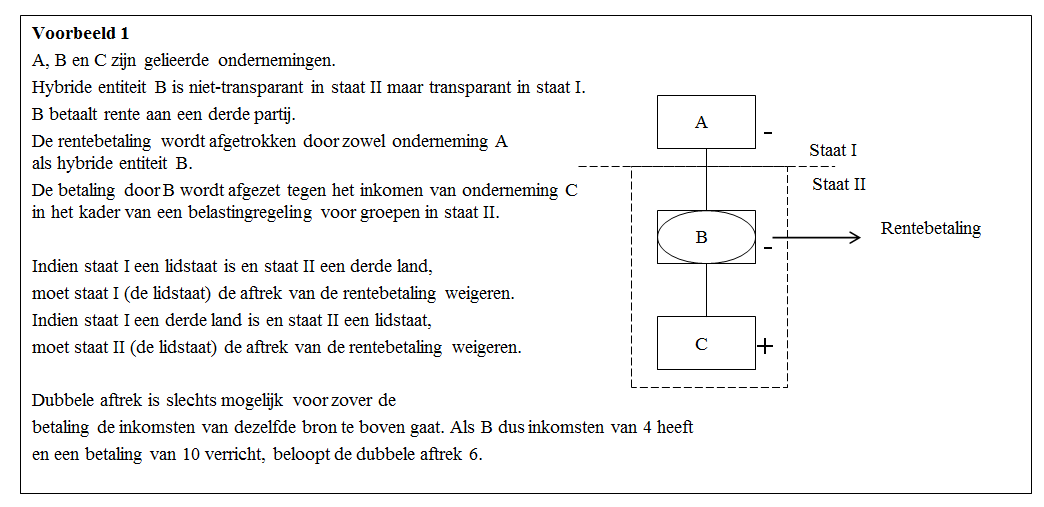 Voorbeeld 1
A, B en C zijn gelieerde ondernemingen.
Hybride entiteit B is niet-transparant in staat II maar transparant in staat I.
B betaalt rente aan een derde partij.
De rentebetaling wordt afgetrokken door zowel onderneming A
als hybride entiteit B.
De betaling door B wordt afgezet tegen het inkomen van onderneming C
in het kader van een belastingregeling voor groepen in staat II.
Indien staat I een lidstaat is en staat II een derde land,
moet staat I (de lidstaat) de aftrek van de rentebetaling weigeren.
Indien staat I een derde land is en staat II een lidstaat,
moet staat II (de lidstaat) de aftrek van de rentebetaling weigeren.
Dubbele aftrek is slechts mogelijk voor zover de
betaling de inkomsten van dezelfde bron te boven gaat. Als B dus inkomsten van 4 heeft
en een betaling van 10 verricht, beloopt de dubbele aftrek 6.
A
-
Staat I
Staat II
B
-
Rentebetaling
C
+